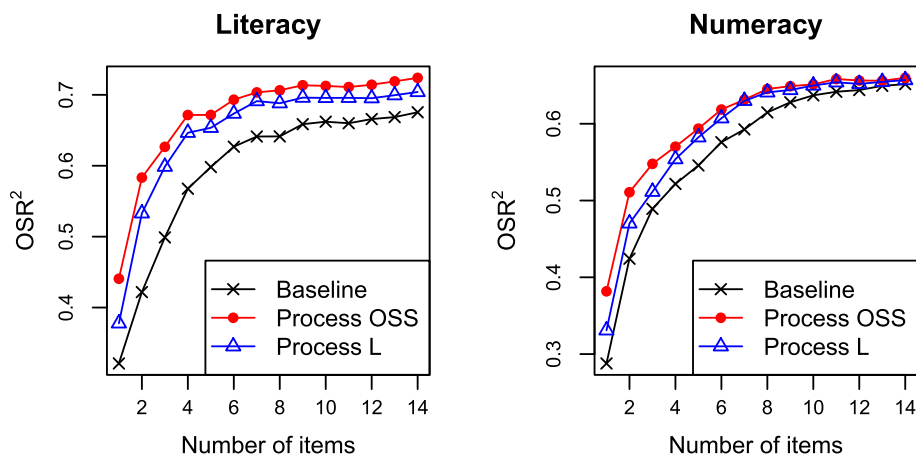 Literacy
OSR²
0.4
0.5
0.6
0.7
2 4 6 8 10 12 14
Number of items
Baseline
Process OSS
Process L
Numeracy
OSR²
0.3
0.4
0.5
0.6
2 4 6 8 10 12 14
Number of items
Baseline
Process OSS
Process L